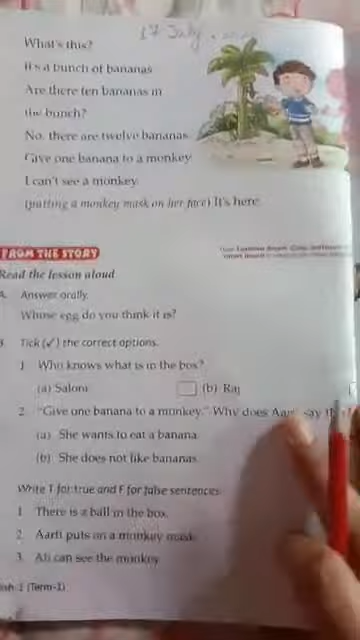 17 July
What's this?
It's a bunch of bananas
Are there ten bananas in
the bunch?
No, there are twelve bananas
Give one banana to a monkey
I can't see a monkey.
(putting a monkey mask on her face) It's here.
FROM THE STORY
Read the lesson aloud
A. Answer orally.
Whose egg do you think it is?
Tick (✓) the correct options.
1. Who knows what is in the box?
(a) Saloni (b) Raj
2. "Give one banana to a monkey." Why does say
(a) She wants to eat a banana.
(b) She does not like bananas.
Write T for true and F for false sentences.
1. There is a ball in the box.
2. Aarti puts on a monkey mask
3. Ali can see the monkey
1 (Term-1)